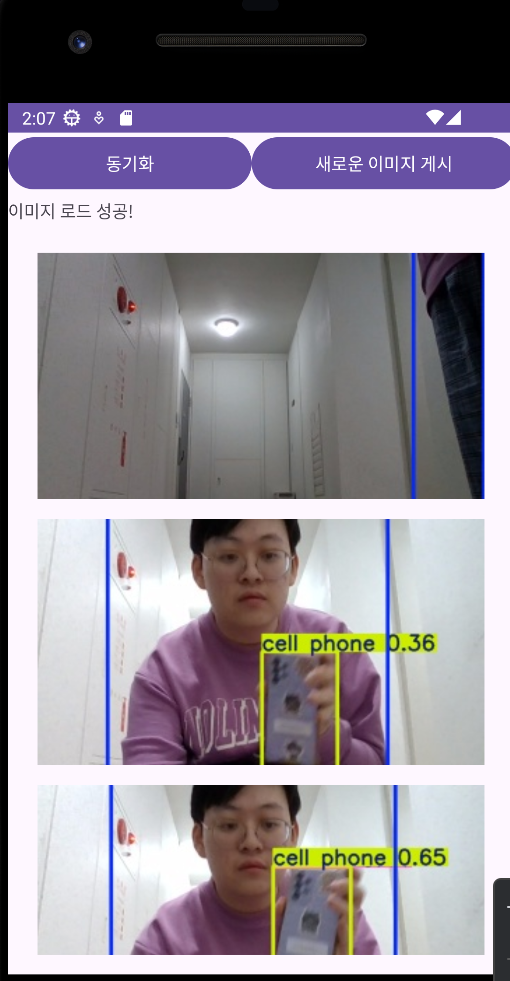 2:07
동기화
새로운 이미지 게시
이미지 로드 성공!
cell phone 0.36
cell phone 0.65